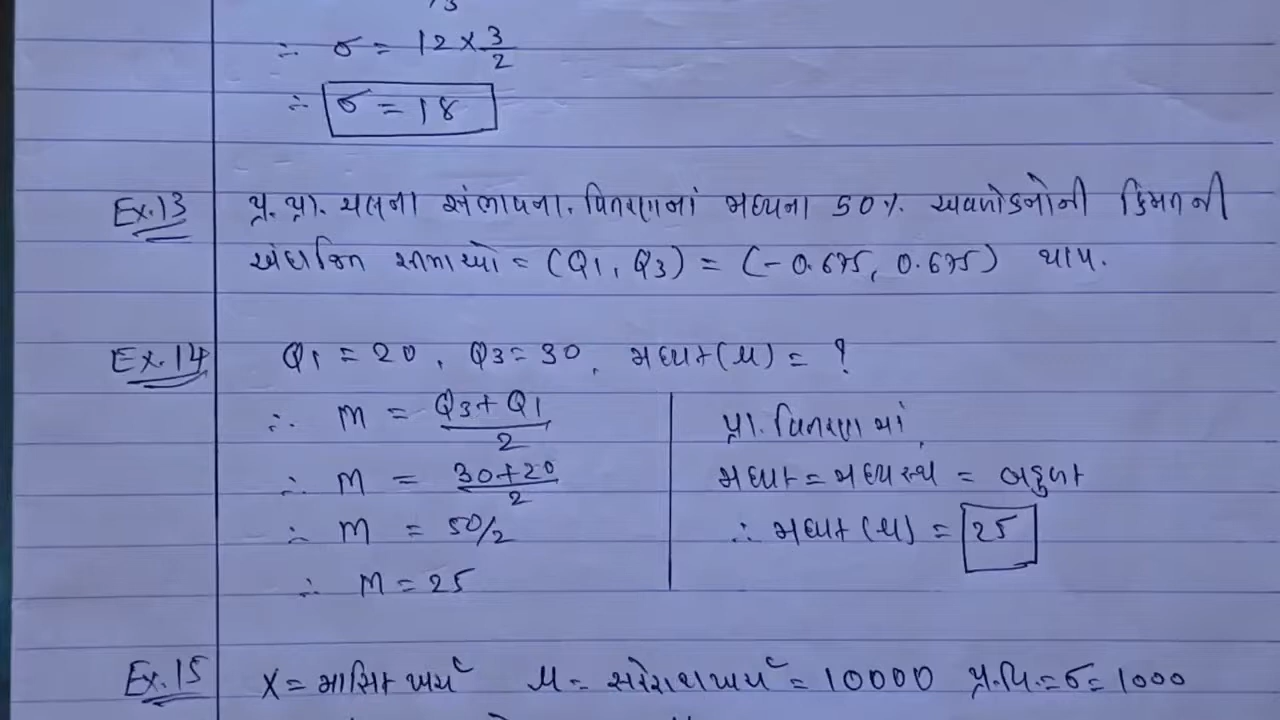 3
∴ σ = 12 × 3/2
∴ σ = 18
Ex.13 પ્ર. પ્રા. ચલના સંભાવના. વિતરણનાં મધ્યના 50% અવલોકનોની કિંમતની
અંદાજિત સીમાઓ = (Q1, Q3) = (-0.675, 0.675) થાય.
Ex.14 Q1 = 20, Q3 = 30, મધ્યક(μ) = ?
∴ M = Q3 + Q1 / 2
∴ M = 30+20 / 2
∴ M = 50/2
∴ M = 25
પ્રા. વિતરણમાં,
મધ્યક = મધ્યસ્થ = બહુલક
∴ મધ્યક (μ) = 25
Ex.15 X = માસિક ખર્ચ μ = સરેરાશ ખર્ચ = 10000 પ્ર.વિ. = σ = 1000